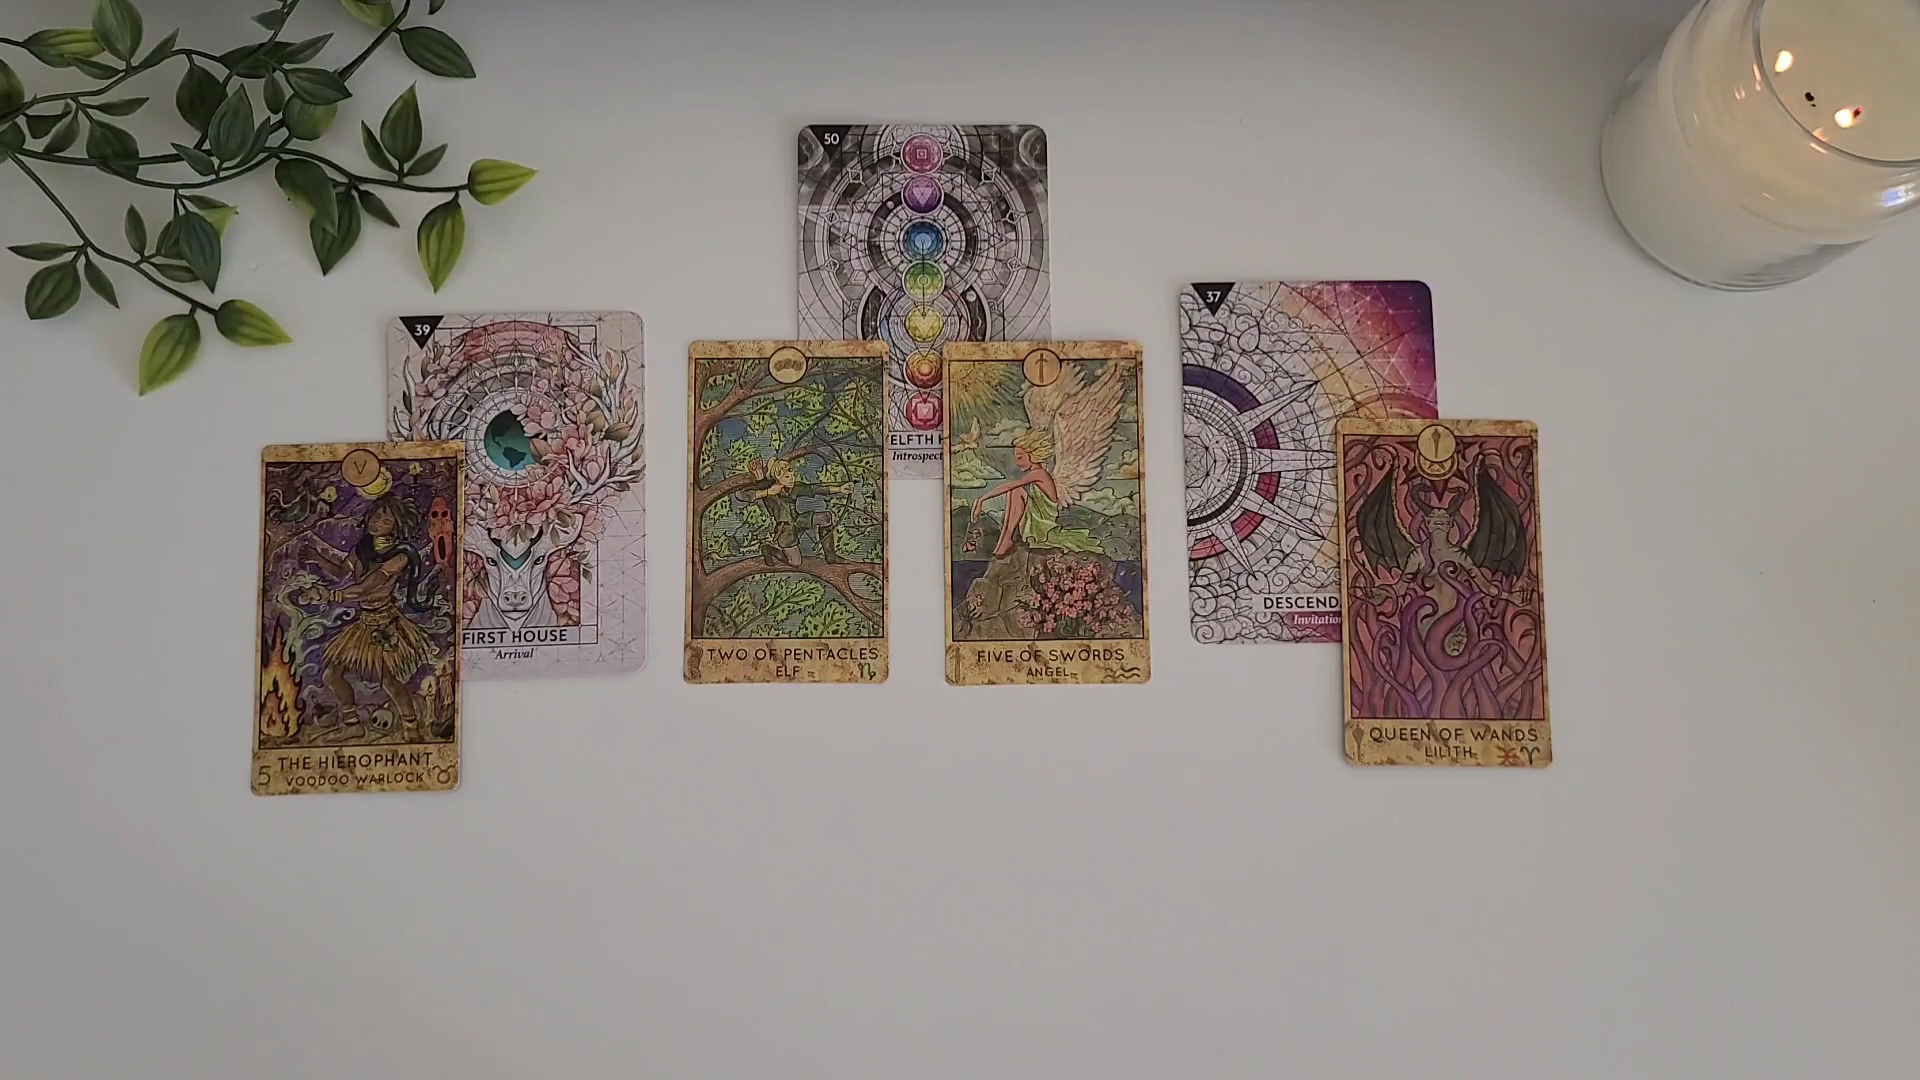 50
ELFTH H
Introspect
39
FIRST HOUSE
Arrival
37
DESCEND
Invitation
V
5 THE HIEROPHANT
VOODOO WARLOCK
TWO OF PENTACLES
ELF
FIVE OF SWORDS
ANGEL
QUEEN OF WANDS
LILITH